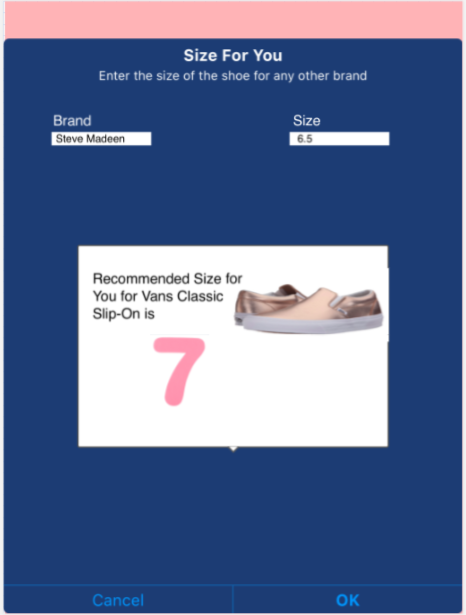 Size For You
Enter the size of the shoe for any other brand
Brand
Size
Steve Madeen
6.5
Recommended Size for
You for Vans Classic
Slip-On is
7
Cancel
OK